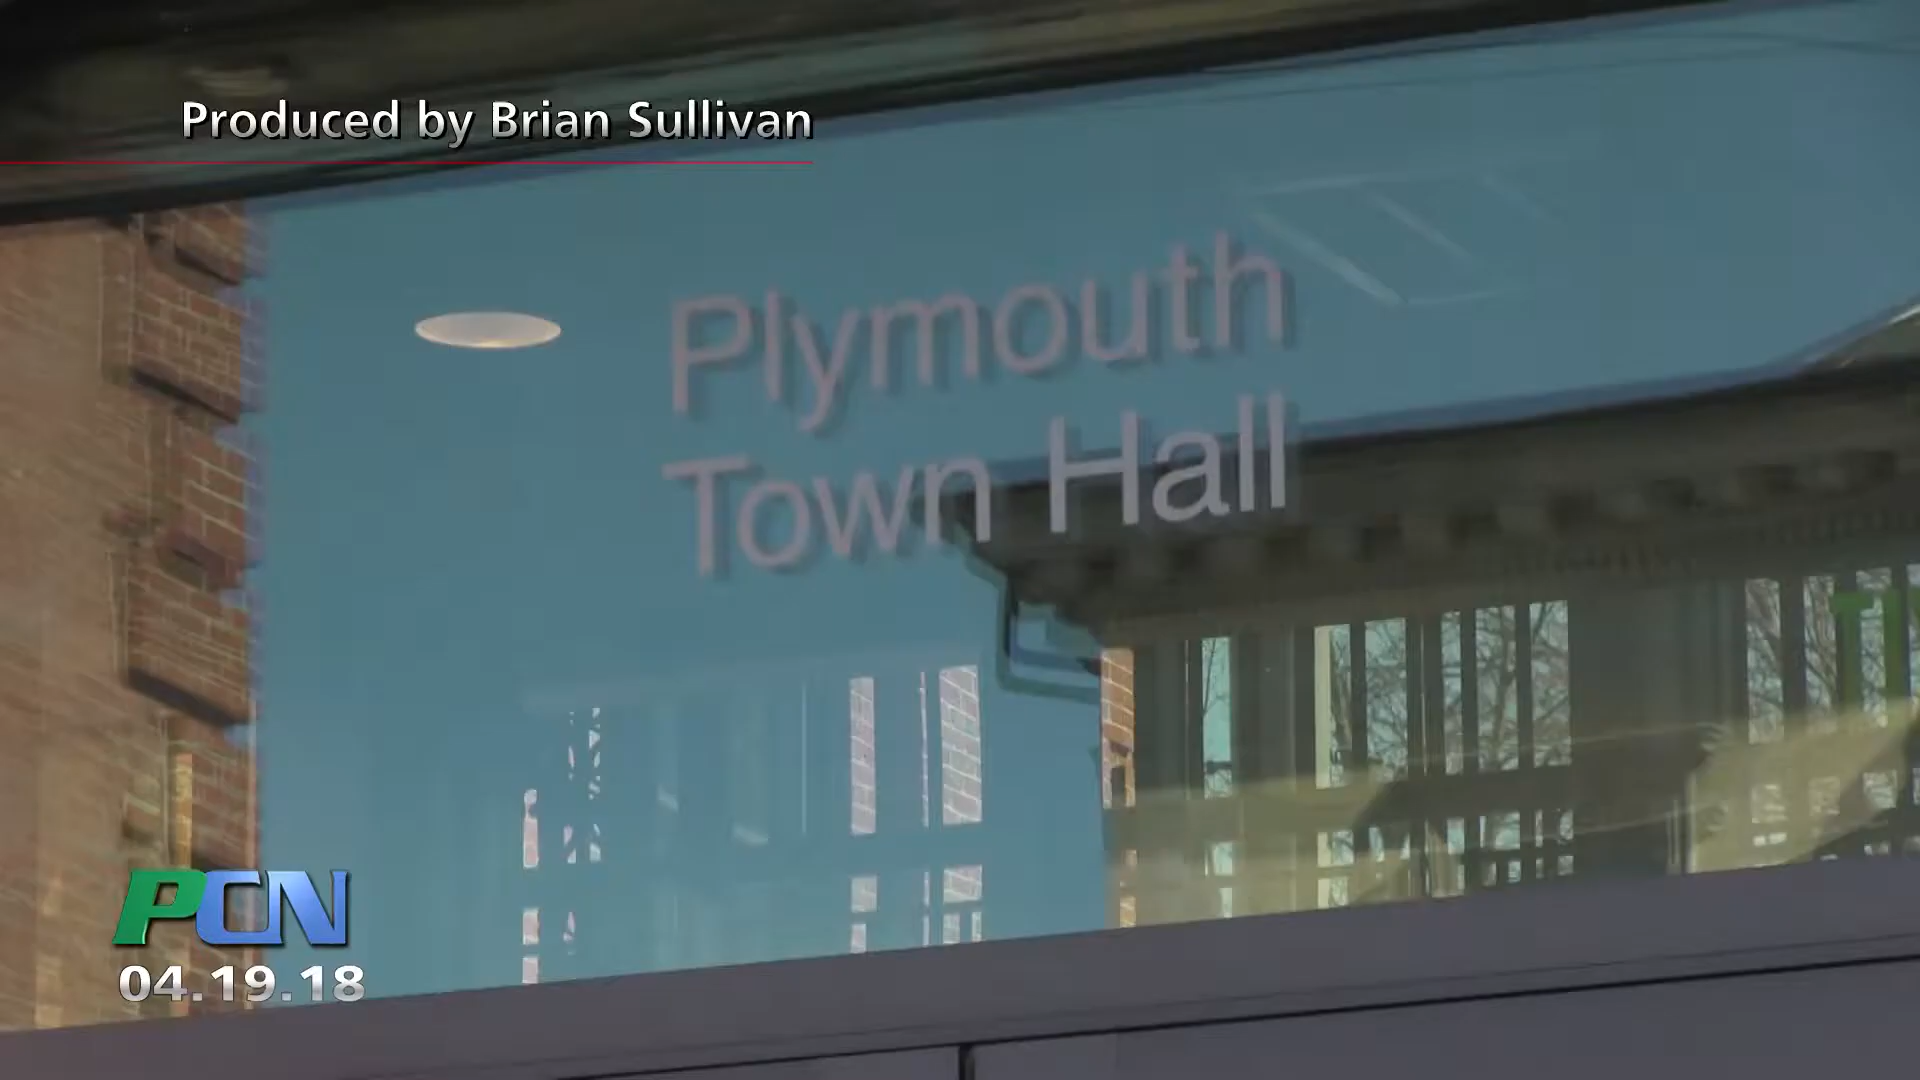 Produced by Brian Sullivan
Plymouth
Town Hall
PCN
04.19.18